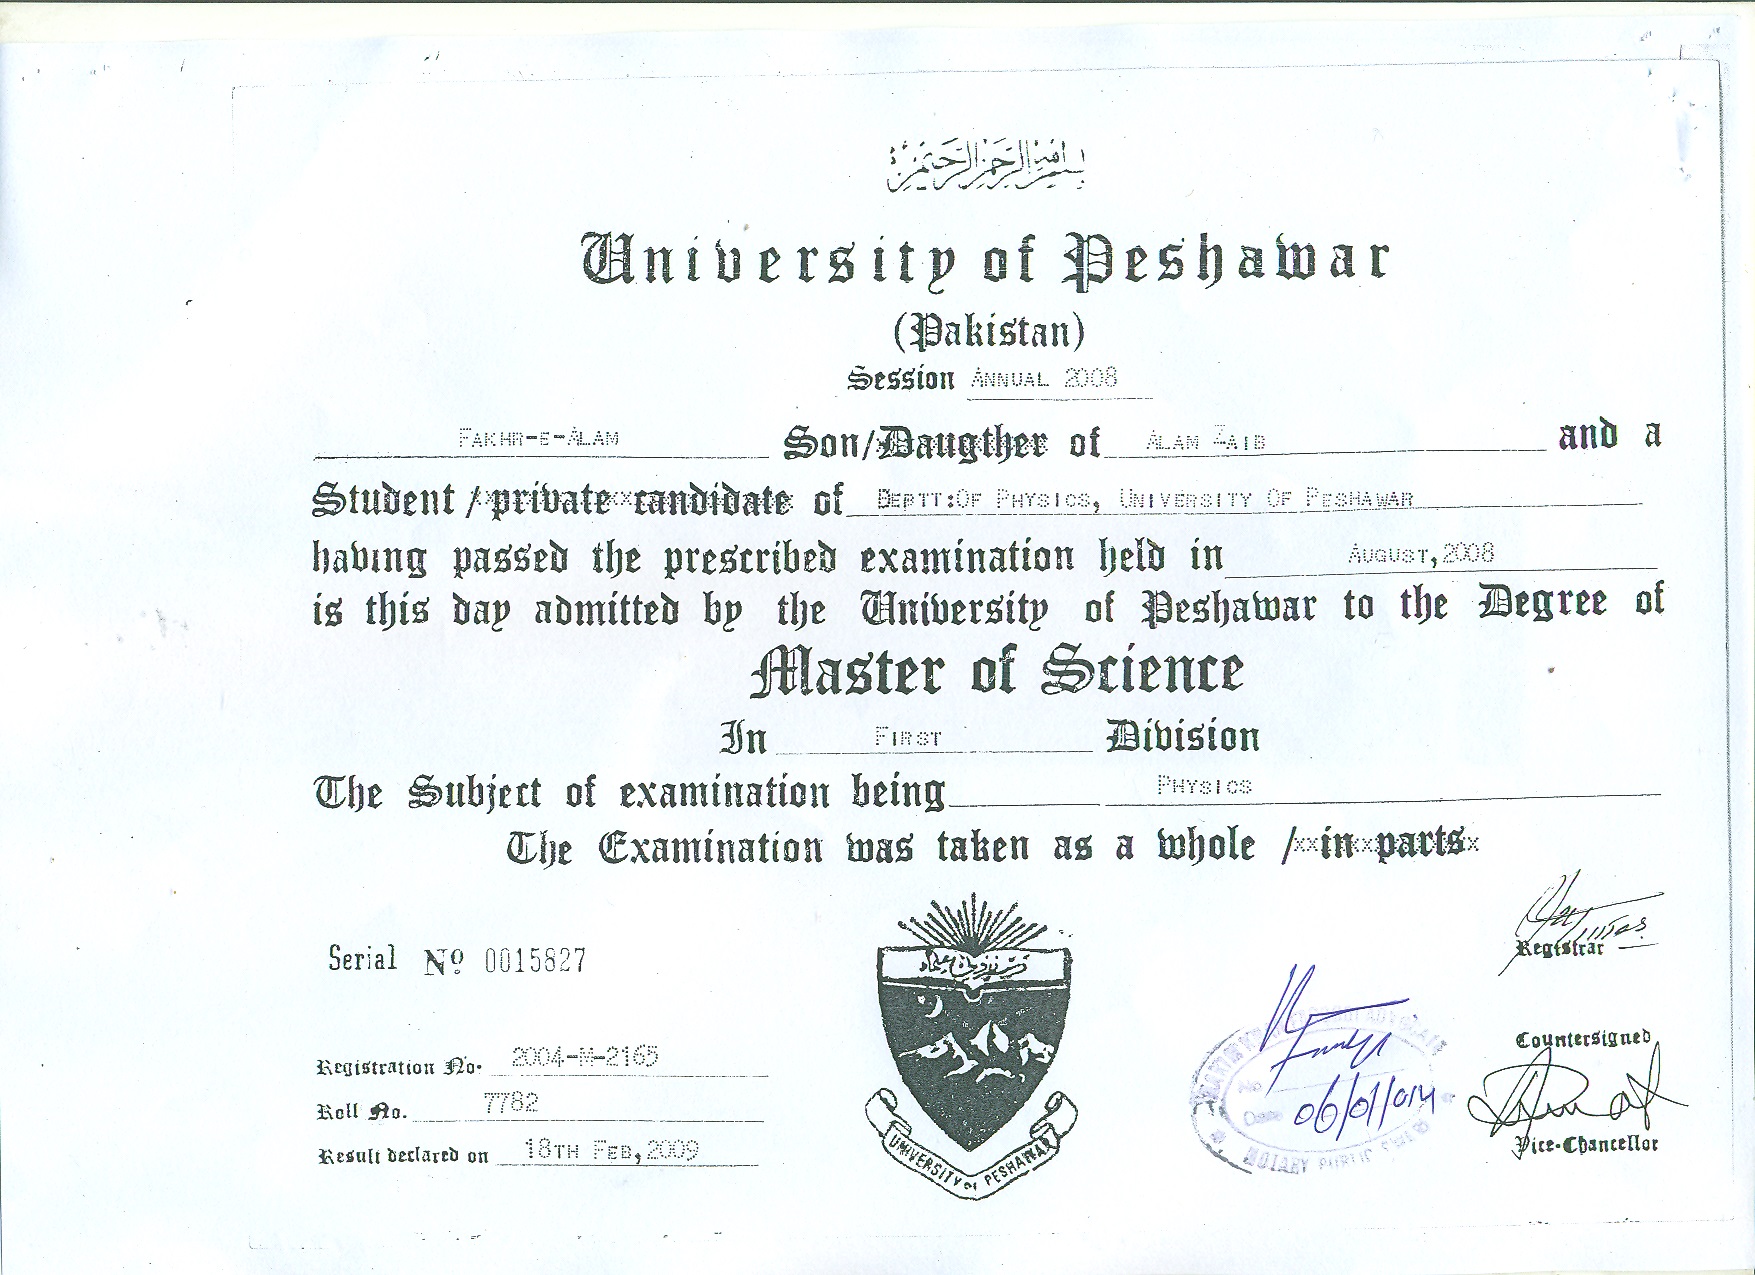 بسم الله الرحمن الرحيم
University of Peshawar
(Pakistan)
Session Annual 2008
Fakhr-e-Alam Son/Daugther of Alam Zaib and a
Student / private candidate of Deptt:Of Physics, University Of Peshawar
having passed the prescribed examination held in August,2008
is this day admitted by the University of Peshawar to the Degree of
Master of Science
In First Division
The Subject of examination being Physics
The Examination was taken as a whole / in parts
Serial No 0015827
Registration No. 2004-M-2165
Roll No. 7782
Result declared on 18th Feb,2009
UNIVERSITY OF PESHAWAR
Registrar
Countersigned
Vice-Chancellor
No
Date 06/01/014
NOTARY PUBLIC